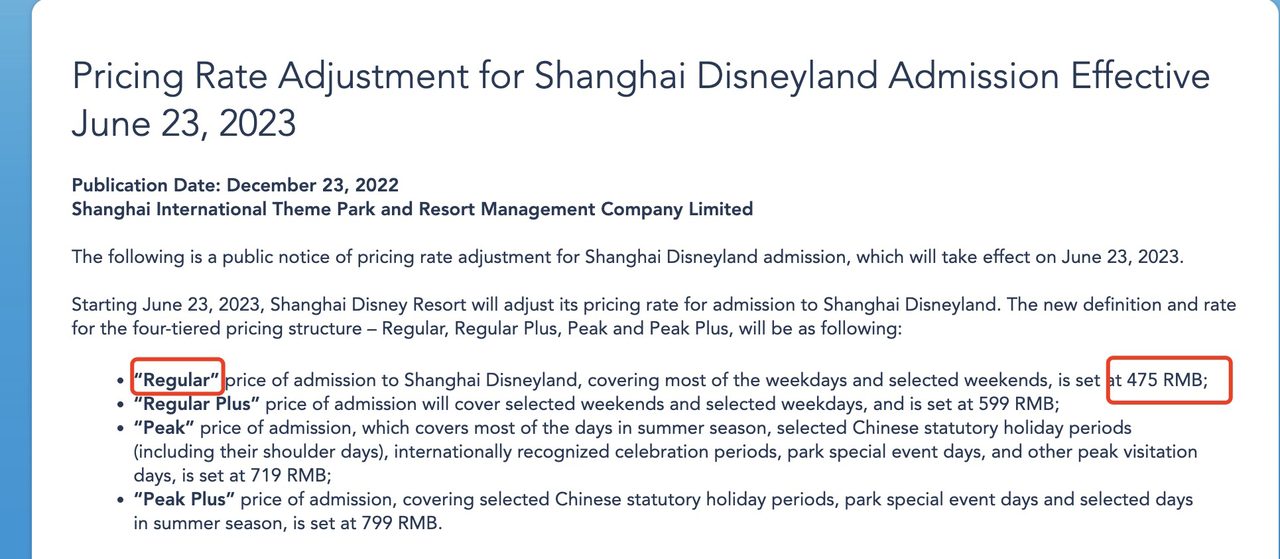 Pricing Rate Adjustment for Shanghai Disneyland Admission Effective
June 23, 2023
Publication Date: December 23, 2022
Shanghai International Theme Park and Resort Management Company Limited
The following is a public notice of pricing rate adjustment for Shanghai Disneyland admission, which will take effect on June 23, 2023.
Starting June 23, 2023, Shanghai Disney Resort will adjust its pricing rate for admission to Shanghai Disneyland. The new definition and rate
for the four-tiered pricing structure – Regular, Regular Plus, Peak and Peak Plus, will be as following:
• “Regular” price of admission to Shanghai Disneyland, covering most of the weekdays and selected weekends, is set at 475 RMB;
• “Regular Plus” price of admission will cover selected weekends and selected weekdays, and is set at 599 RMB;
• “Peak” price of admission, which covers most of the days in summer season, selected Chinese statutory holiday periods
(including their shoulder days), internationally recognized celebration periods, park special event days, and other peak visitation
days, is set at 719 RMB;
• “Peak Plus” price of admission, covering selected Chinese statutory holiday periods, park special event days and selected days
in summer season, is set at 799 RMB.